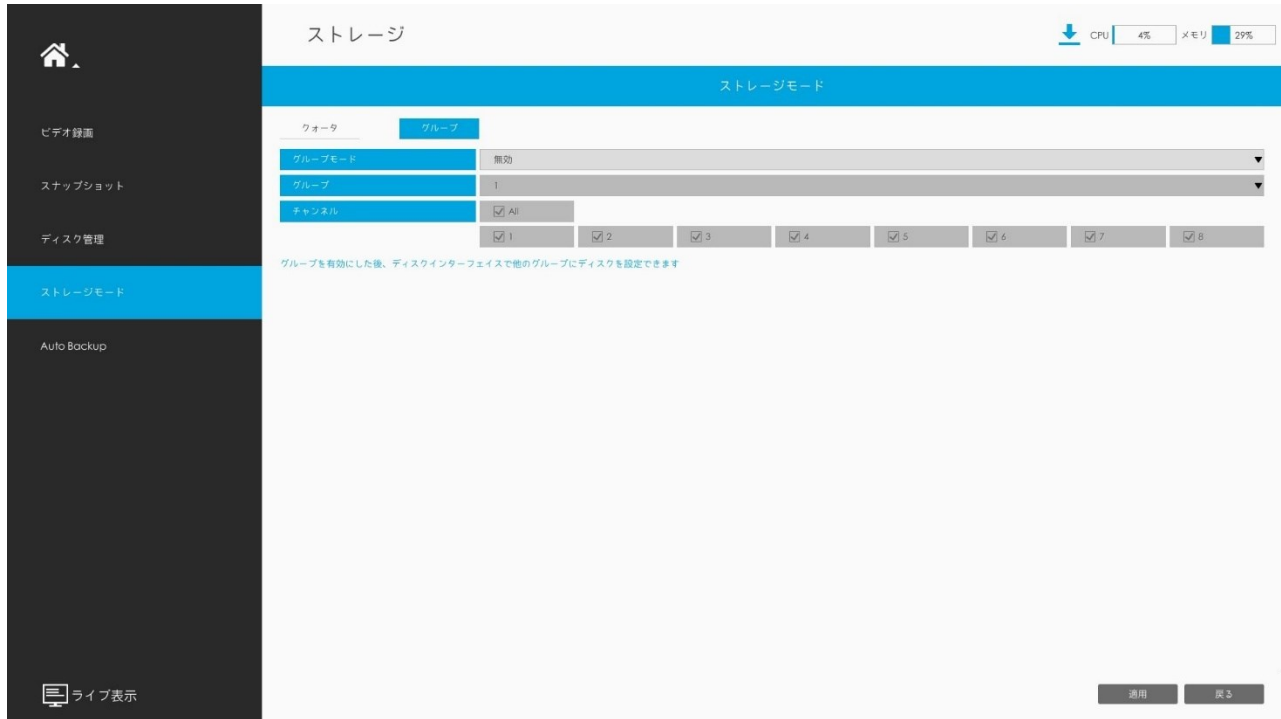 ストレージ
CPU 4% メモリ 29%
ストレージモード
ビデオ録画
スナップショット
ディスク管理
ストレージモード
Auto Backup
ライブ表示
クォータ グループ
グループモード 無効
グループ 1
チャンネル All
1 2 3 4 5 6 7 8
グループを有効にした後、ディスクインターフェイスで他のグループにディスクを設定できます
適用 戻る